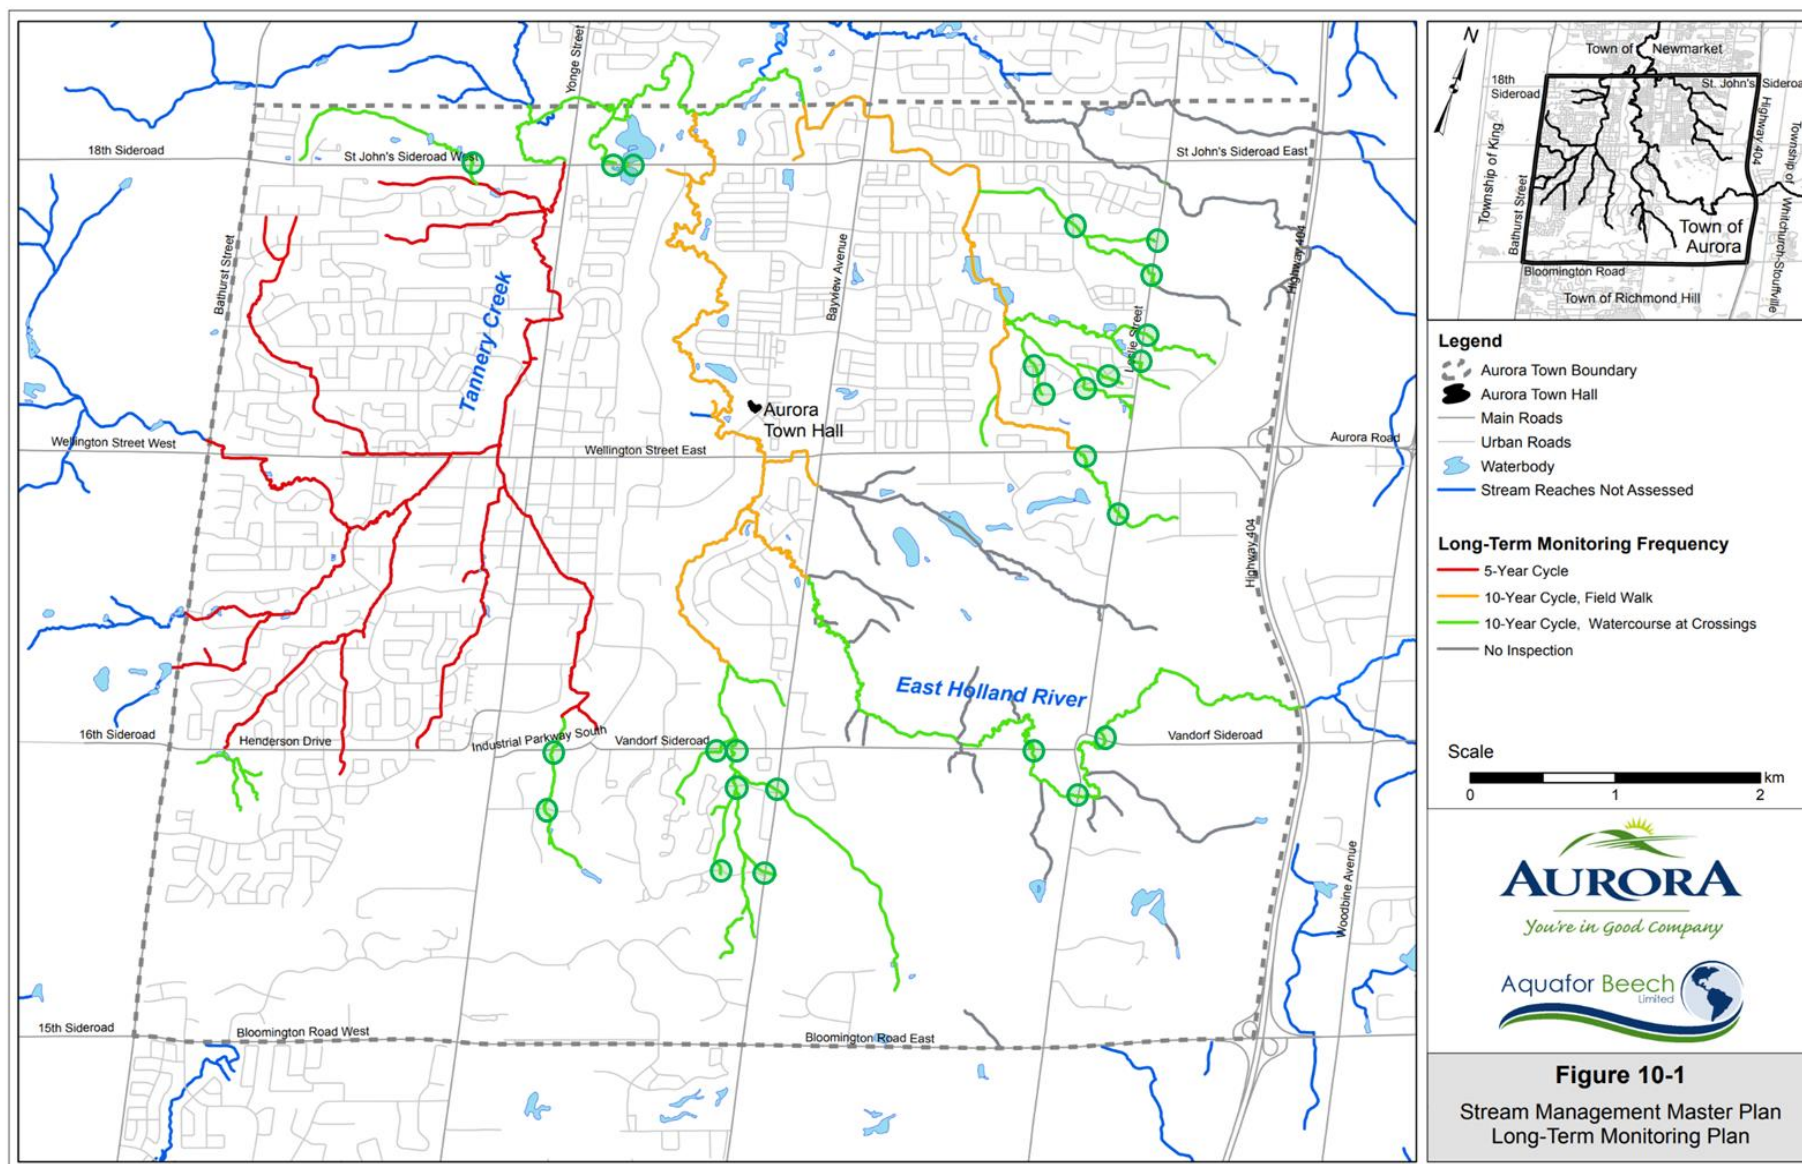 Yonge Street
18th Sideroad
St John's Sideroad West
St John's Sideroad East
Bathurst Street
Tannery Creek
Bayview Avenue
Highway 404
Leslie Street
Aurora
Town Hall
Wellington Street West
Wellington Street East
Aurora Road
Highway 404
East Holland River
16th Sideroad
Henderson Drive
Industrial Parkway South
Vandorf Sideroad
Vandorf Sideroad
Woodbine Avenue
15th Sideroad
Bloomington Road West
Bloomington Road East
N
Town of Newmarket
18th
Sideroad
St. John's Sideroa
Highway 404
Township of King
Township of
Whitchurch-Stouffville
Bathurst Street
Town of
Aurora
Bloomington Road
Town of Richmond Hill
Legend
Aurora Town Boundary
Aurora Town Hall
Main Roads
Urban Roads
Waterbody
Stream Reaches Not Assessed
Long-Term Monitoring Frequency
5-Year Cycle
10-Year Cycle, Field Walk
10-Year Cycle, Watercourse at Crossings
No Inspection
Scale
km
0 1 2
AURORA
You're in Good Company
Aquafor Beech
Limited
Figure 10-1
Stream Management Master Plan
Long-Term Monitoring Plan